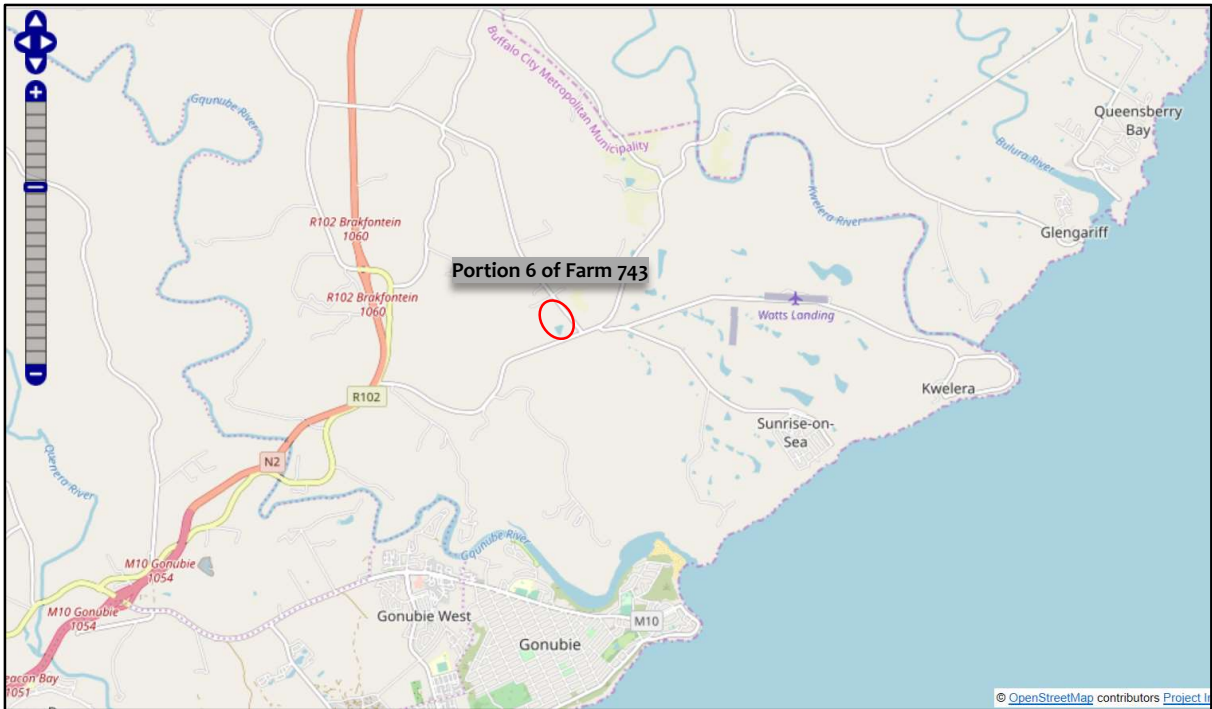 Gqunube River
Buffalo City Metropolitan Municipality
Queensberry
Bay
Bulura River
Kwelera River
R102 Brakfontein
1060
Glengariff
Portion 6 of Farm 743
R102 Brakfontein
1060
Watts Landing
Kwelera
R102
Sunrise-on-
Sea
N2
Quenera River
Gqunube River
M10 Gonubie
1054
M10 Gonubie
1054
Gonubie West
M10
Gonubie
eacon Bay
1051
© OpenStreetMap contributors Project I